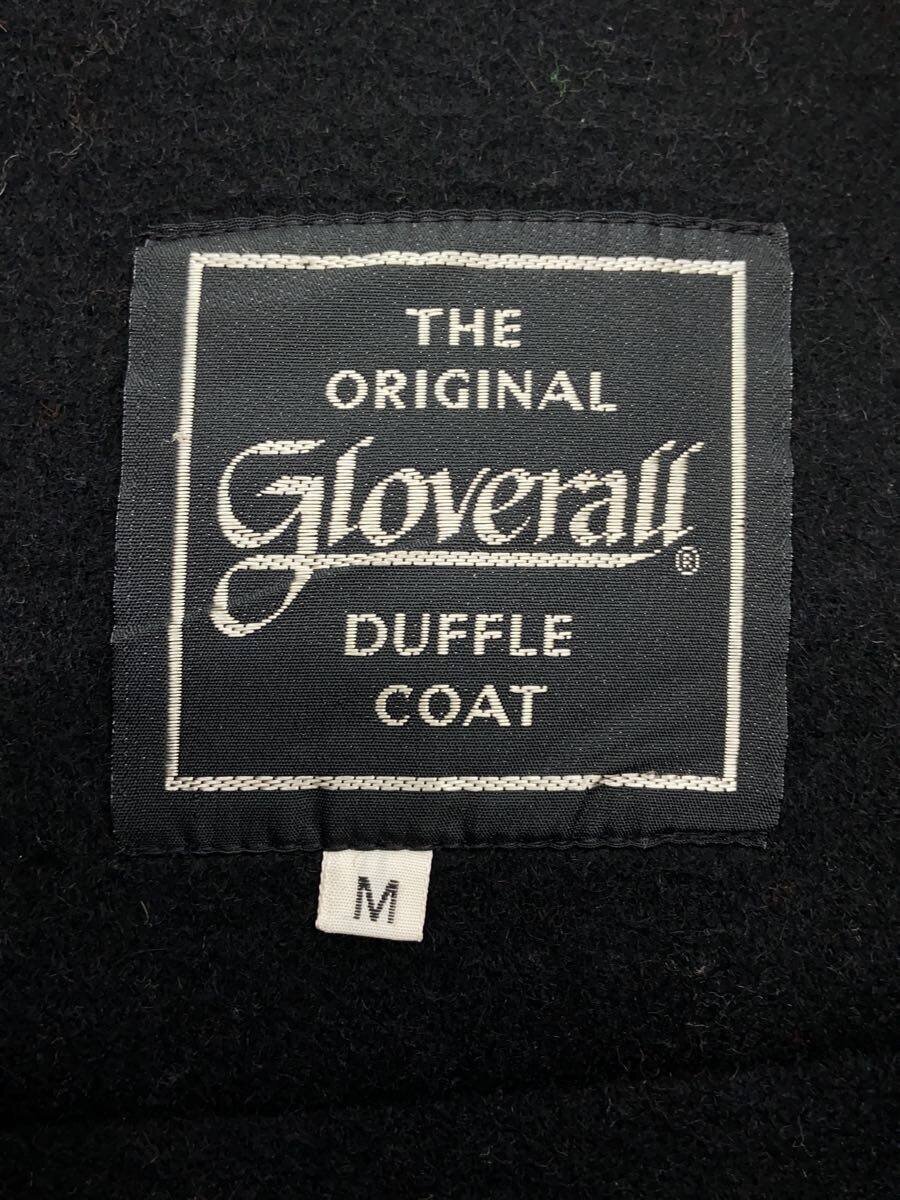 THE
ORIGINAL
Gloverall®
DUFFLE
COAT
M